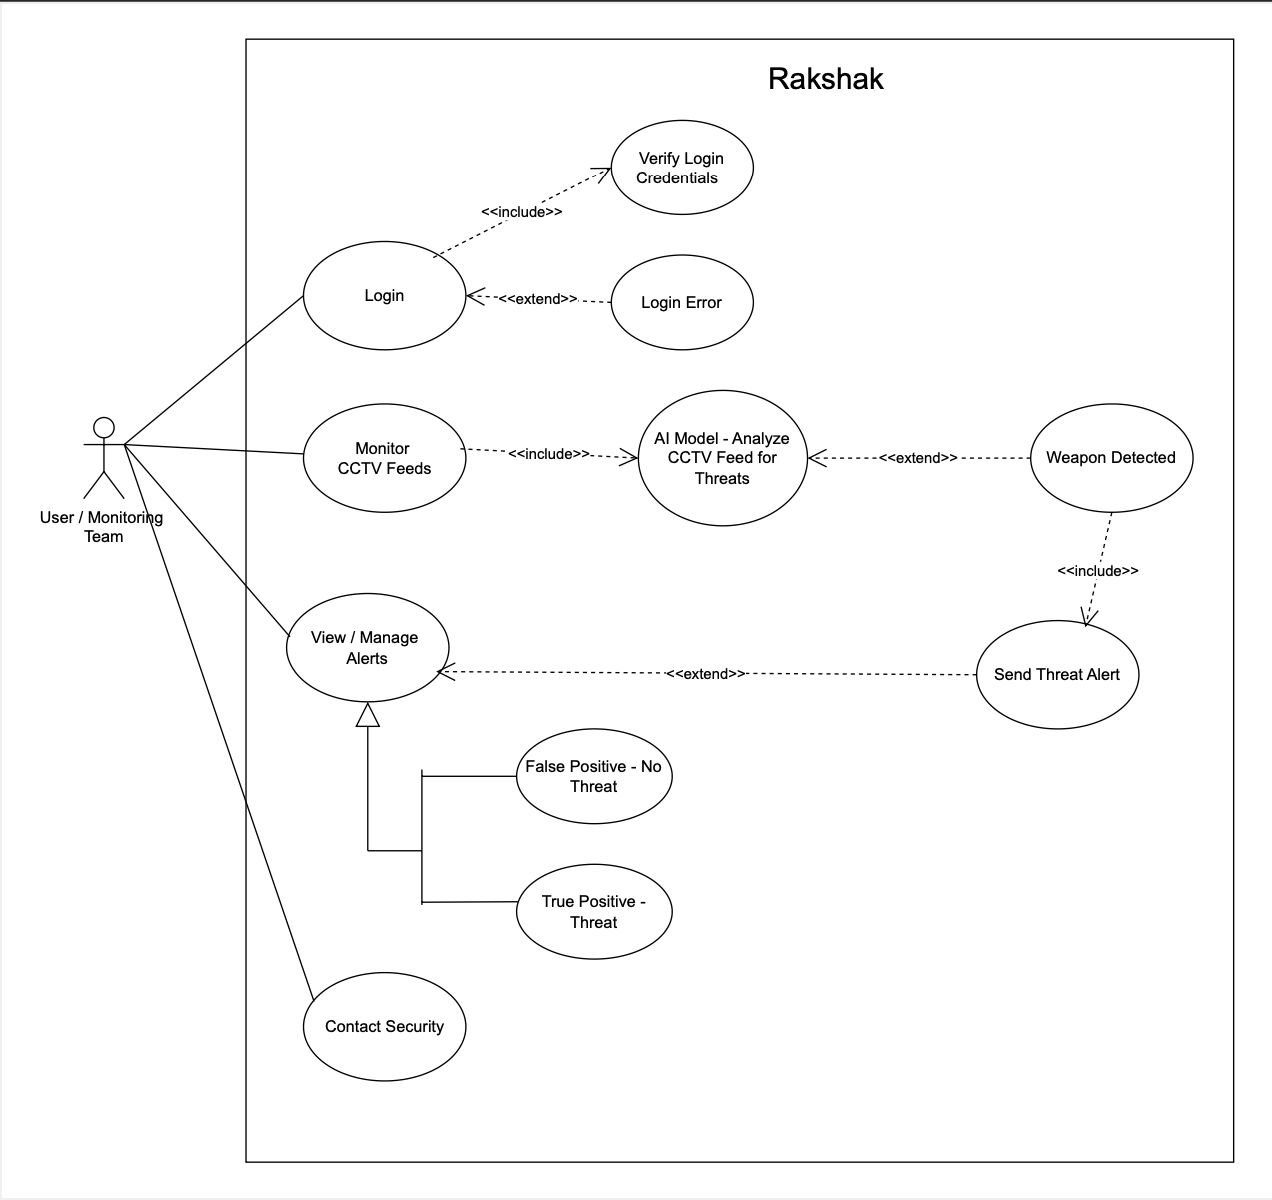 Rakshak
Verify Login
Credentials
<<include>>
Login
<<extend>>
Login Error
Monitor
CCTV Feeds
<<include>>
AI Model - Analyze
CCTV Feed for
Threats
<<extend>>
Weapon Detected
User / Monitoring
Team
<<include>>
View / Manage
Alerts
<<extend>>
Send Threat Alert
False Positive - No
Threat
True Positive -
Threat
Contact Security